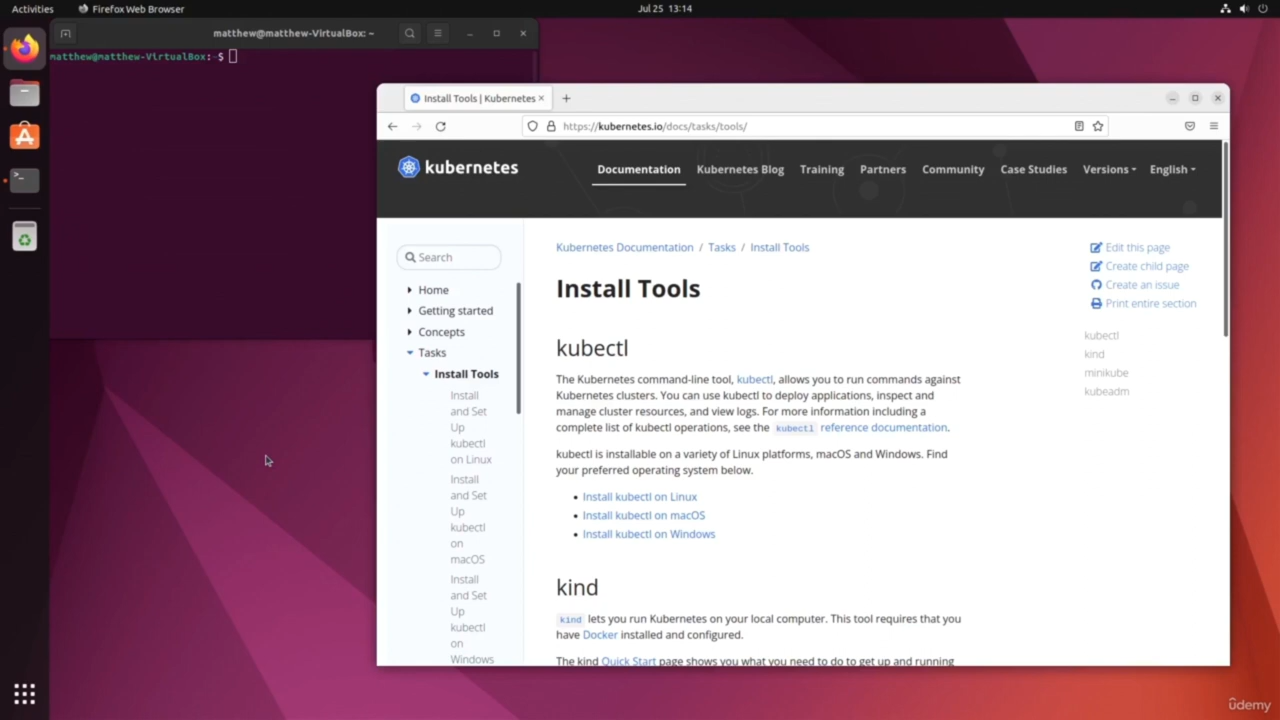 Activities
Firefox Web Browser
Jul 25 13:14
matthew@matthew-VirtualBox: ~
matthew@matthew-VirtualBox:~$
Install Tools | Kubernetes
https://kubernetes.io/docs/tasks/tools/
kubernetes
Documentation
Kubernetes Blog
Training
Partners
Community
Case Studies
Versions
English
Search
Home
Getting started
Concepts
Tasks
Install Tools
Install
and Set
Up
kubectl
on Linux
Install
and Set
Up
kubectl
on
macOS
Install
and Set
Up
kubectl
on
Windows
Kubernetes Documentation / Tasks / Install Tools
Install Tools
kubectl
The Kubernetes command-line tool, kubectl, allows you to run commands against
Kubernetes clusters. You can use kubectl to deploy applications, inspect and
manage cluster resources, and view logs. For more information including a
complete list of kubectl operations, see the kubectl reference documentation.
kubectl is installable on a variety of Linux platforms, macOS and Windows. Find
your preferred operating system below.
• Install kubectl on Linux
• Install kubectl on macOS
• Install kubectl on Windows
kind
kind lets you run Kubernetes on your local computer. This tool requires that you
have Docker installed and configured.
The kind Quick Start page shows you what you need to do to get up and running
Edit this page
Create child page
Create an issue
Print entire section
kubectl
kind
minikube
kubeadm
ûdemy